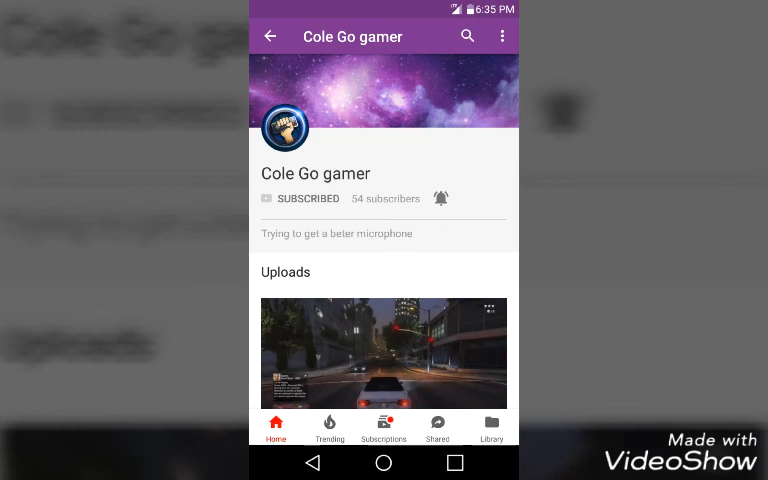 6:35 PM
Cole Go gamer
Cole Go gamer
SUBSCRIBED 54 subscribers
Trying to get a beter microphone
Uploads
Home Trending Subscriptions Shared Library
Made with
VideoShow